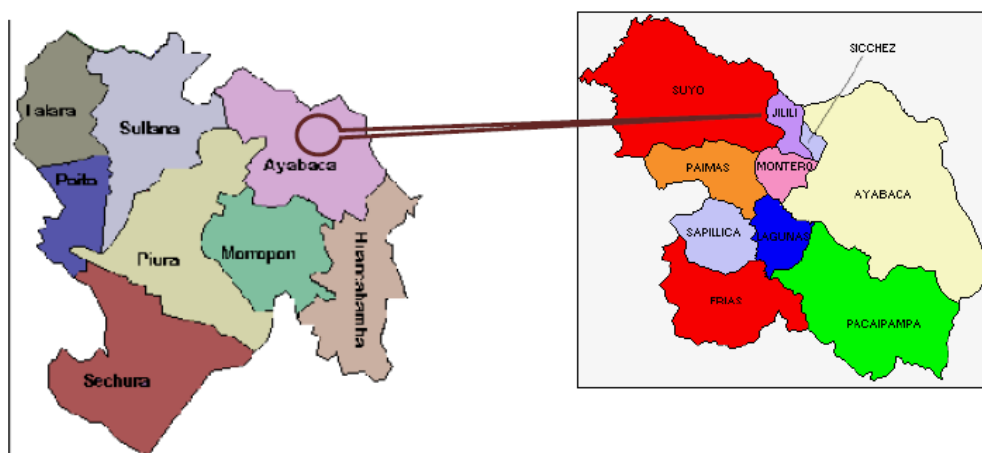 Talara
Sullana
Ayabaca
Paita
Piura
Morropon
Huancabamba
Sechura
SICCHEZ
SUYO
JILILI
PAIMAS
MONTERO
AYABACA
SAPILLICA
LAGUNAS
FRIAS
PACAIPAMPA